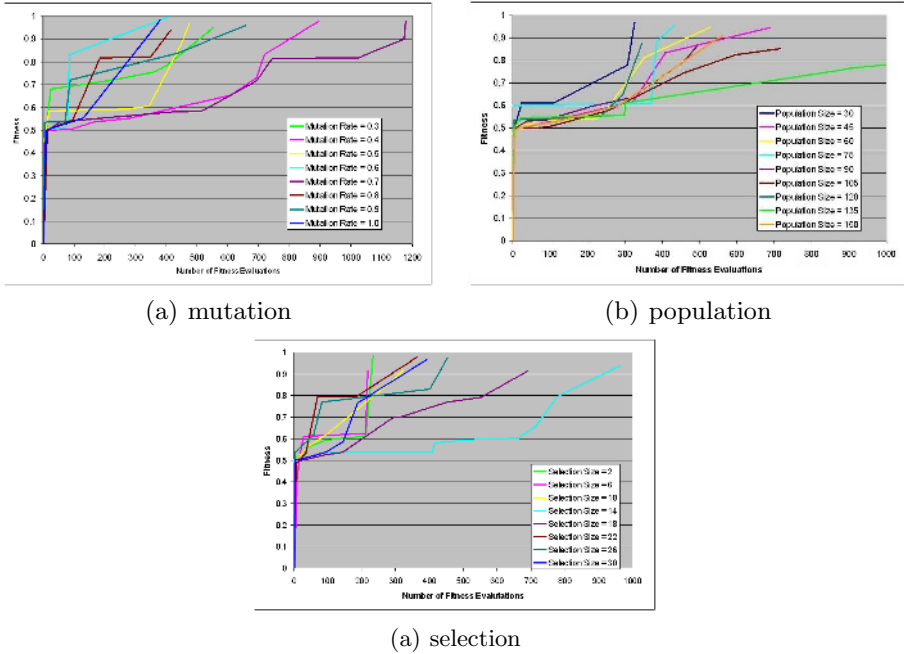 1
0.9
0.8
0.7
0.6
0.5
0.4
0.3
0.2
0.1
0
Fitness
Mutation Rate = 0.3
Mutation Rate = 0.4
Mutation Rate = 0.5
Mutation Rate = 0.6
Mutation Rate = 0.7
Mutation Rate = 0.8
Mutation Rate = 0.9
Mutation Rate = 1.0
0 100 200 300 400 500 600 700 800 900 1000 1100 1200
Number of Fitness Evaluations
(a) mutation
1
0.9
0.8
0.7
0.6
0.5
0.4
0.3
0.2
0.1
0
Fitness
Population Size = 30
Population Size = 45
Population Size = 60
Population Size = 75
Population Size = 90
Population Size = 105
Population Size = 120
Population Size = 135
Population Size = 150
0 100 200 300 400 500 600 700 800 900 1000
Number of Fitness Evaluations
(b) population
1
0.9
0.8
0.7
0.6
0.5
0.4
0.3
0.2
0.1
0
Fitness
Selection Size = 2
Selection Size = 6
Selection Size = 10
Selection Size = 14
Selection Size = 18
Selection Size = 22
Selection Size = 26
Selection Size = 30
0 100 200 300 400 500 600 700 800 900 1000
Number of Fitness Evalutations
(a) selection